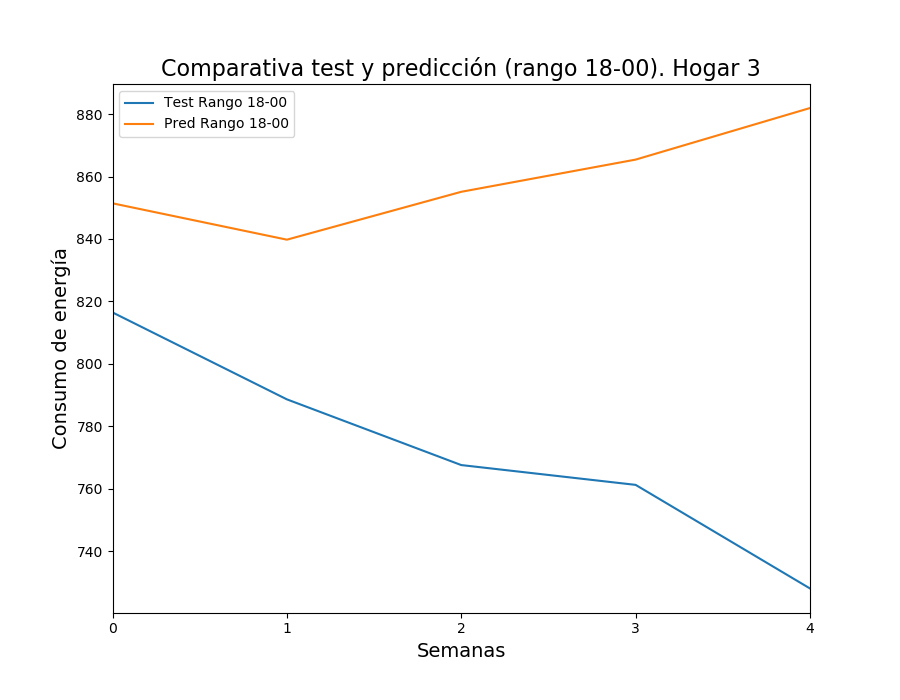 Comparativa test y predicción (rango 18-00). Hogar 3
Test Rango 18-00
Pred Rango 18-00
Consumo de energía
880
860
840
820
800
780
760
740
0 1 2 3 4
Semanas